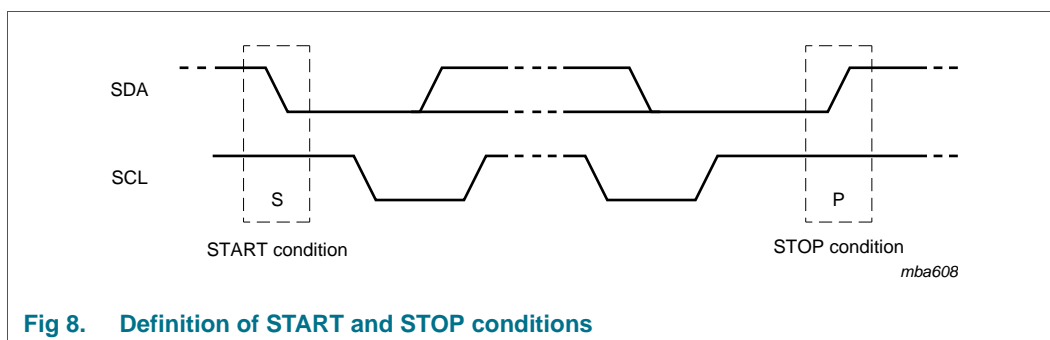 SDA
SCL
S
P
START condition
STOP condition
mba608
Fig 8. Definition of START and STOP conditions